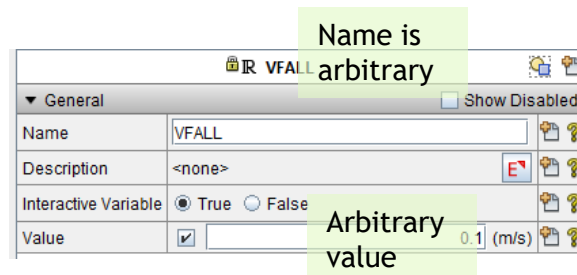 Name is
arbitrary
ℝ VFALL
▼ General Show Disabled
Name VFALL
Description <none> E
Interactive Variable True False
Arbitrary
value
Value 0.1 (m/s)